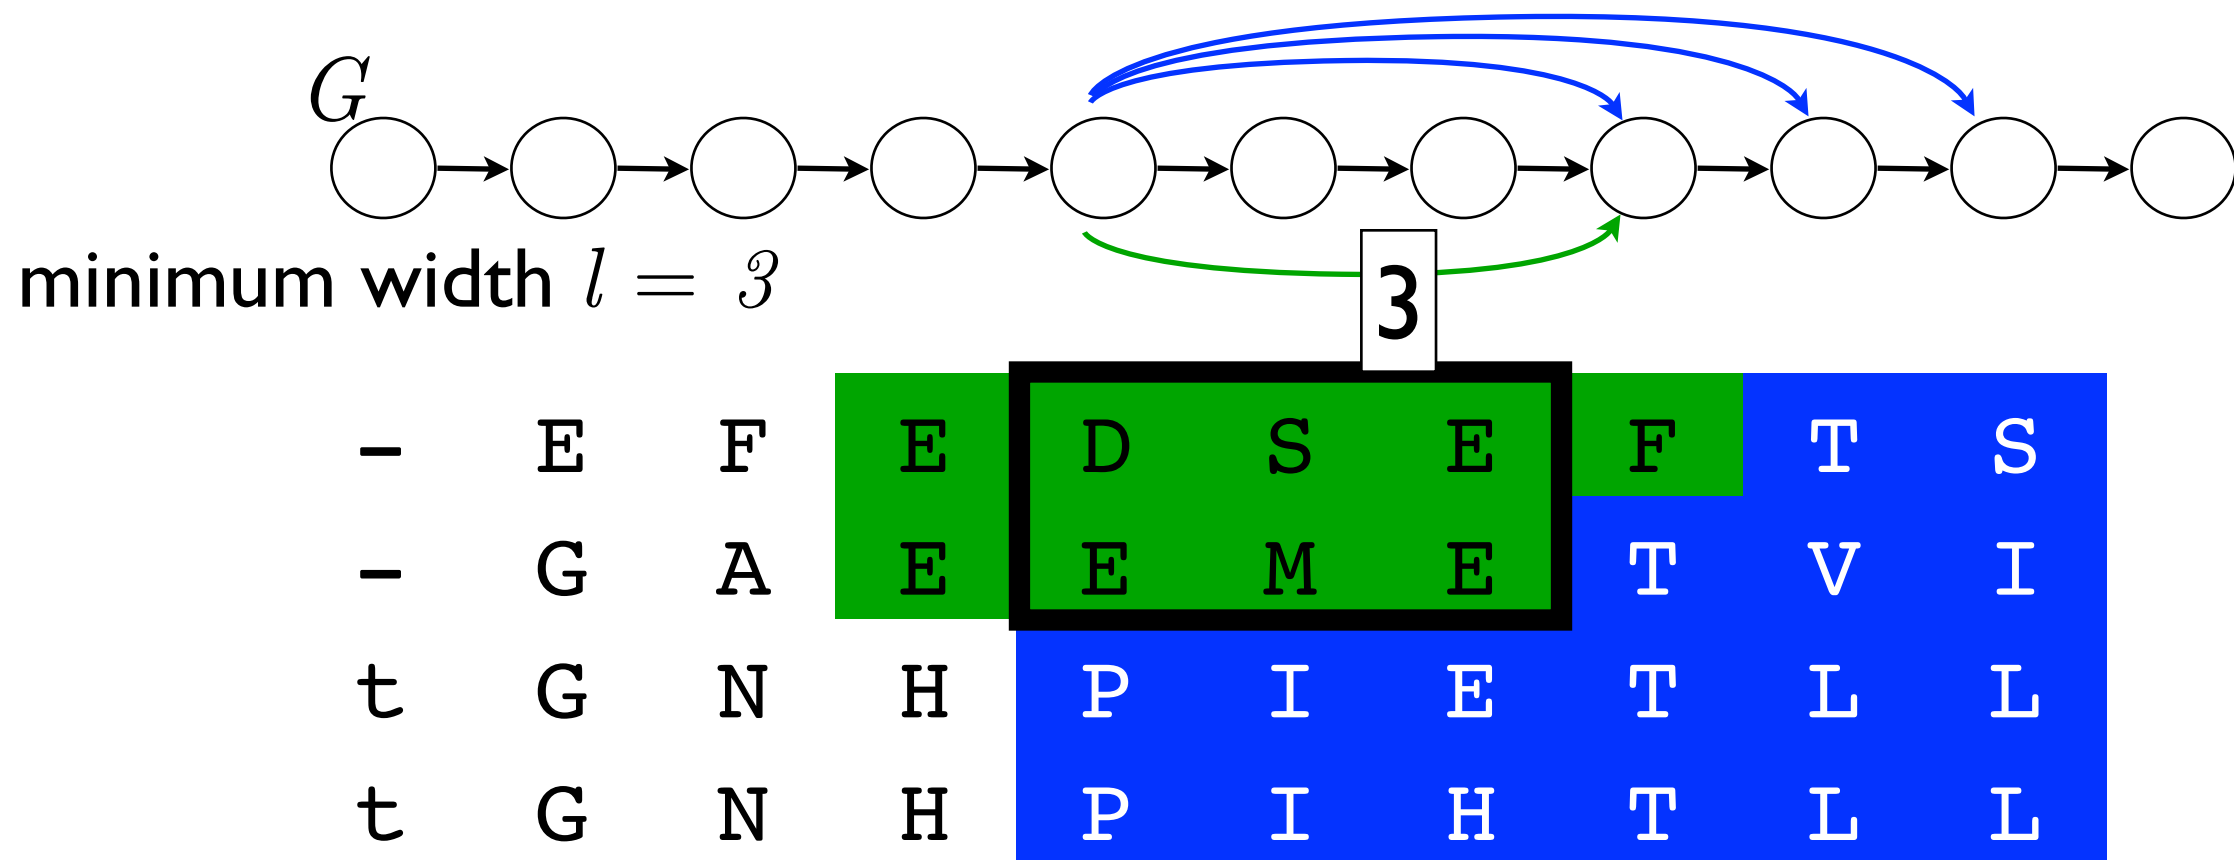 G
minimum width l = 3
3
- E F E D S E F T S
- G A E E M E T V I
t G N H P I E T L L
t G N H P I H T L L